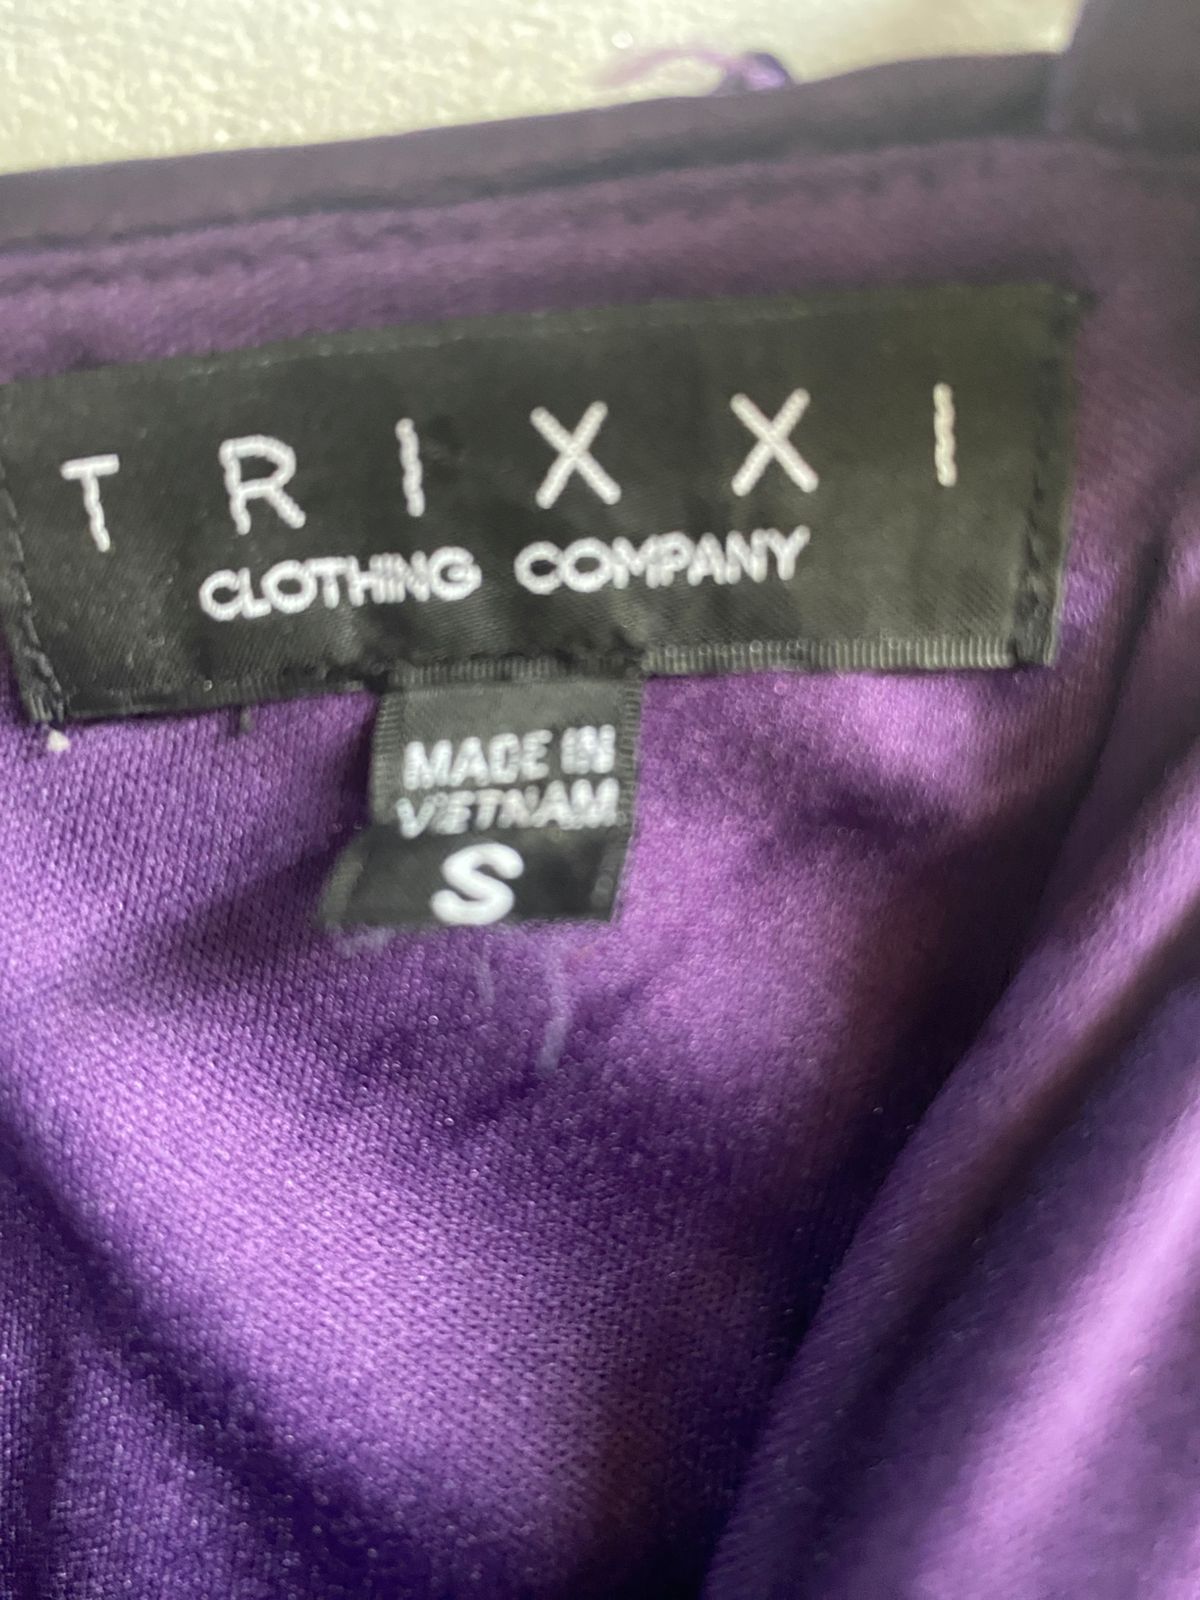 TRIXXI
CLOTHING COMPANY
MADE IN
VIETNAM
S